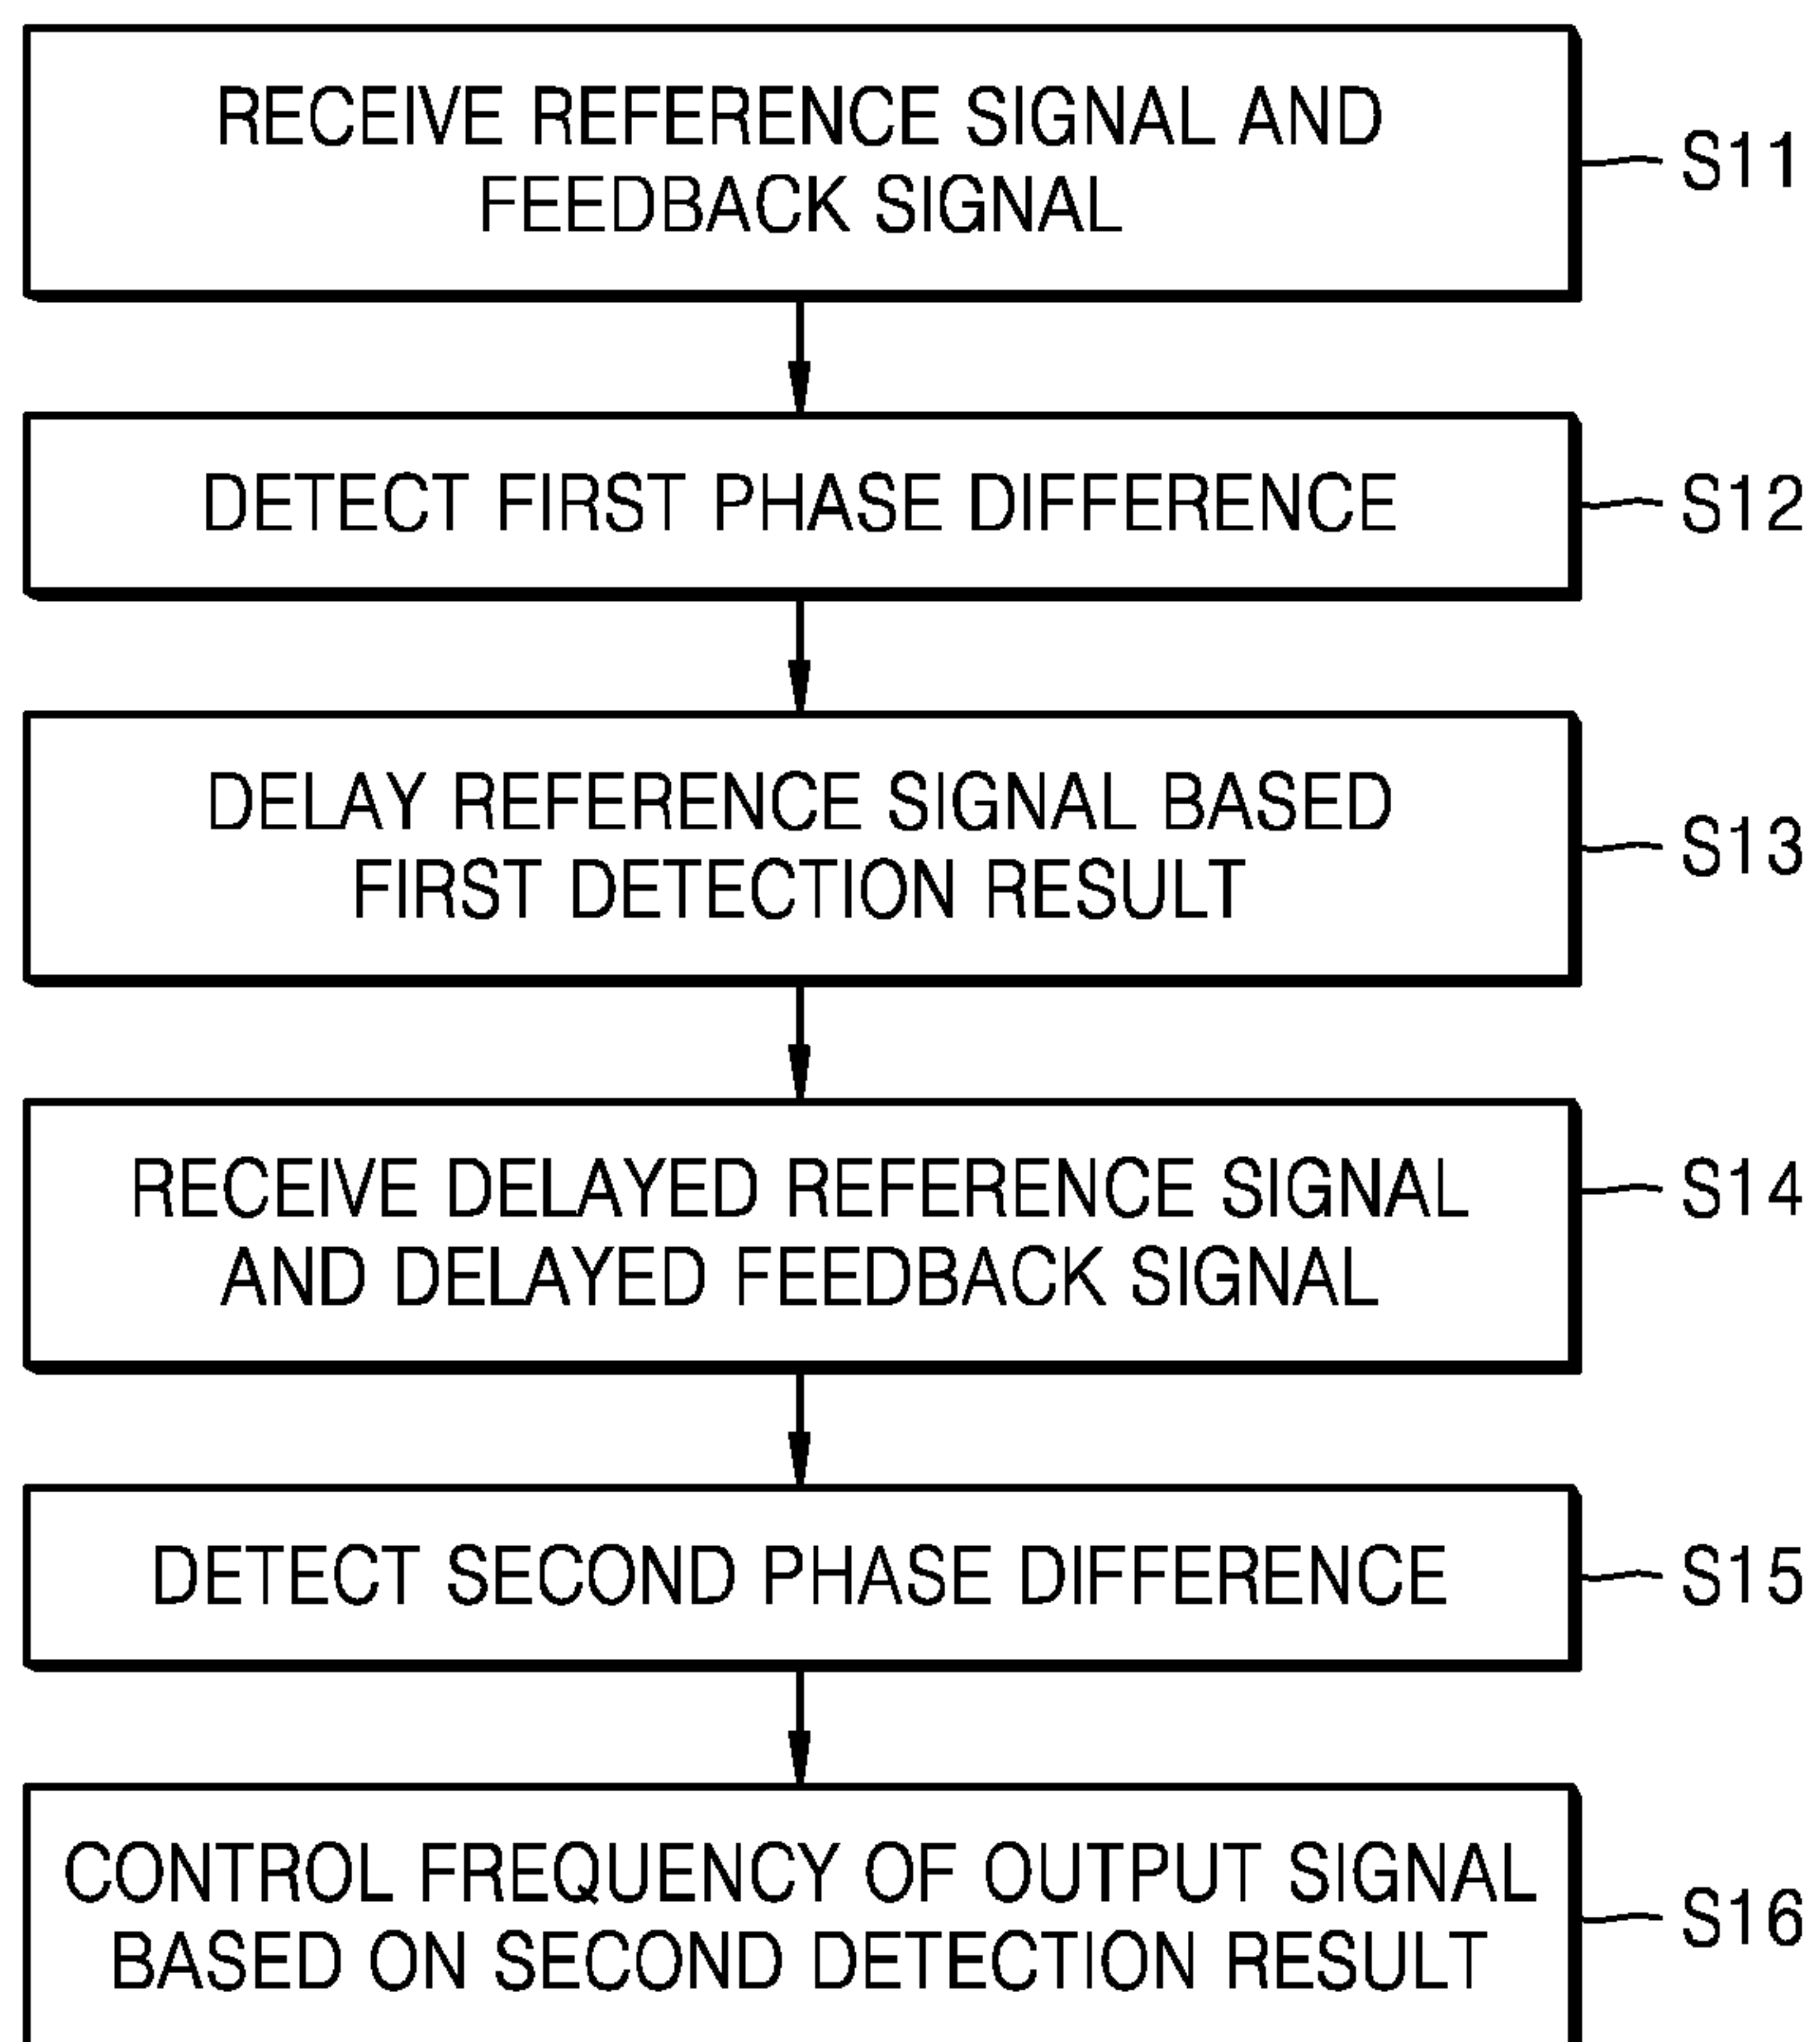 RECEIVE REFERENCE SIGNAL AND
FEEDBACK SIGNAL
S11
DETECT FIRST PHASE DIFFERENCE
S12
DELAY REFERENCE SIGNAL BASED
FIRST DETECTION RESULT
S13
RECEIVE DELAYED REFERENCE SIGNAL
AND DELAYED FEEDBACK SIGNAL
S14
DETECT SECOND PHASE DIFFERENCE
S15
CONTROL FREQUENCY OF OUTPUT SIGNAL
BASED ON SECOND DETECTION RESULT
S16